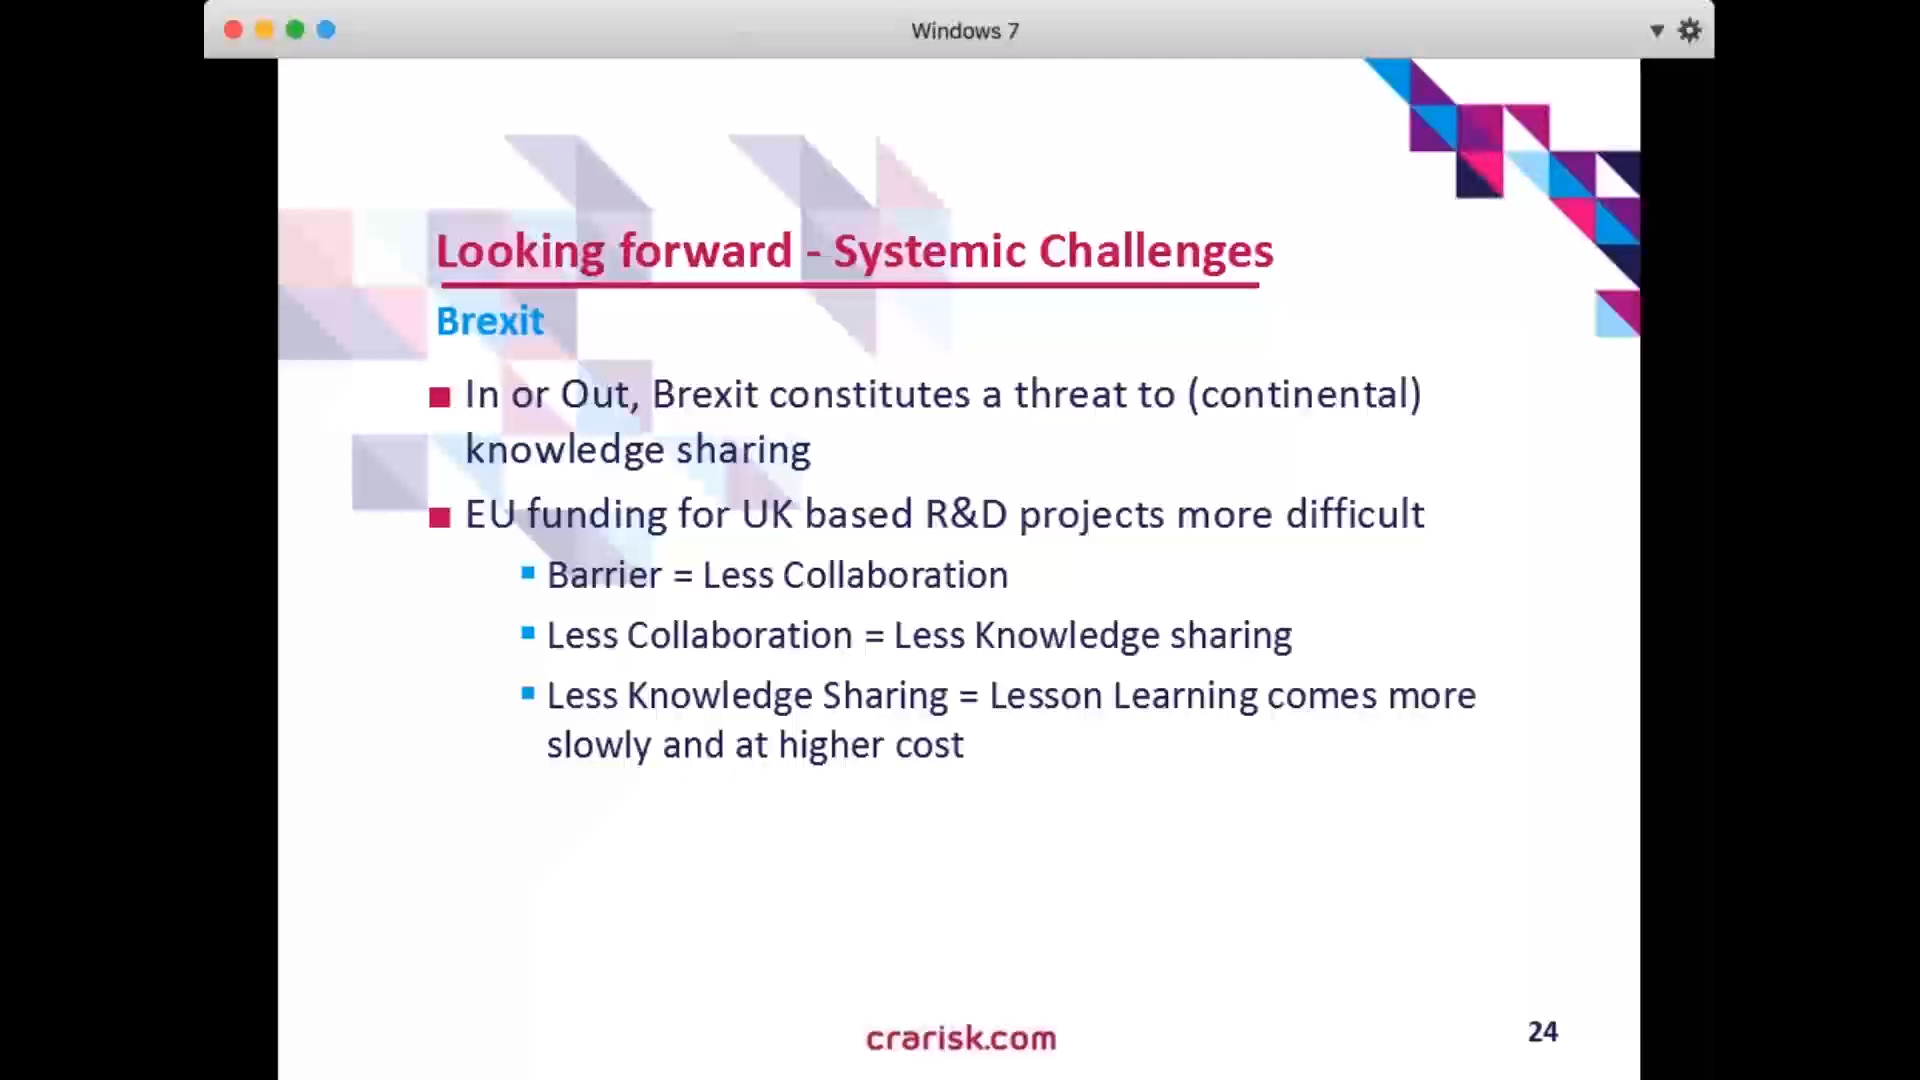 Windows 7
Looking forward - Systemic Challenges
Brexit
In or Out, Brexit constitutes a threat to (continental)
knowledge sharing
EU funding for UK based R&D projects more difficult
Barrier = Less Collaboration
Less Collaboration = Less Knowledge sharing
Less Knowledge Sharing = Lesson Learning comes more
slowly and at higher cost
crarisk.com
24